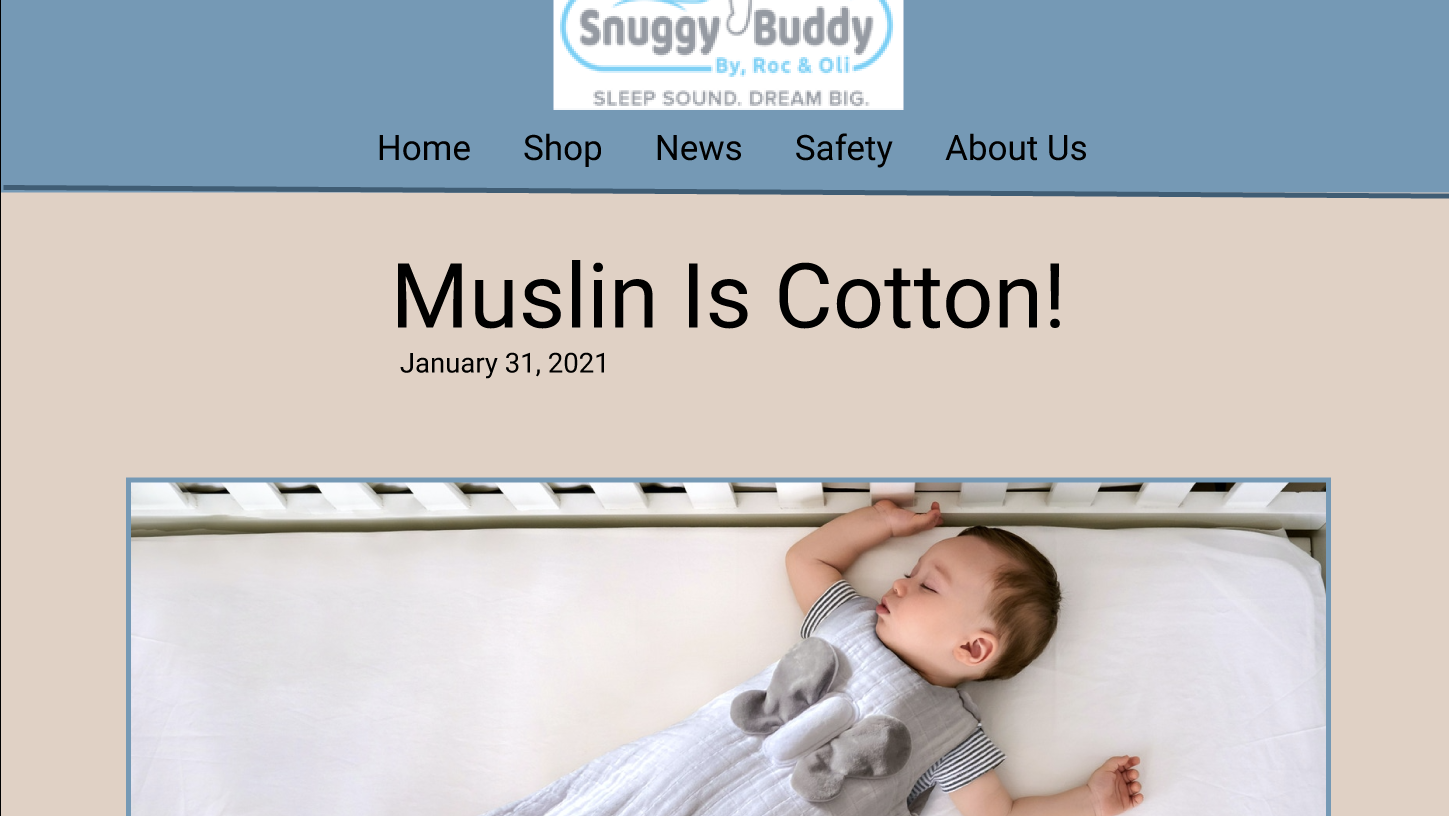 Snuggy Buddy
By, Roc & Oli
SLEEP SOUND. DREAM BIG.
Home Shop News Safety About Us
Muslin Is Cotton!
January 31, 2021